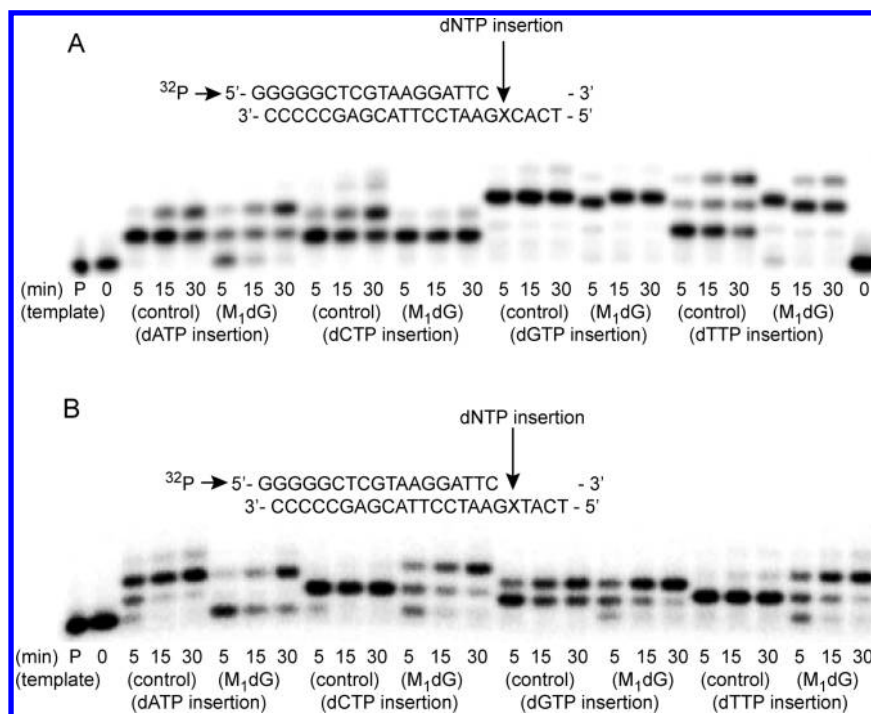 A
dNTP insertion
32P 5'- GGGGGCTCGTAAGGATTC - 3'
3'- CCCCCGAGCATTCCTAAGXCACT - 5'
(min) P 0 5 15 30 5 15 30 5 15 30 5 15 30 5 15 30 5 15 30 5 15 30 5 15 30 0
(template) (control) (M1dG) (control) (M1dG) (control) (M1dG) (control) (M1dG)
(dATP insertion) (dCTP insertion) (dGTP insertion) (dTTP insertion)
B
dNTP insertion
32P 5'- GGGGGCTCGTAAGGATTC - 3'
3'- CCCCCGAGCATTCCTAAGXTACT - 5'
(min) P 0 5 15 30 5 15 30 5 15 30 5 15 30 5 15 30 5 15 30 5 15 30 5 15 30
(template) (control) (M1dG) (control) (M1dG) (control) (M1dG) (control) (M1dG)
(dATP insertion) (dCTP insertion) (dGTP insertion) (dTTP insertion)